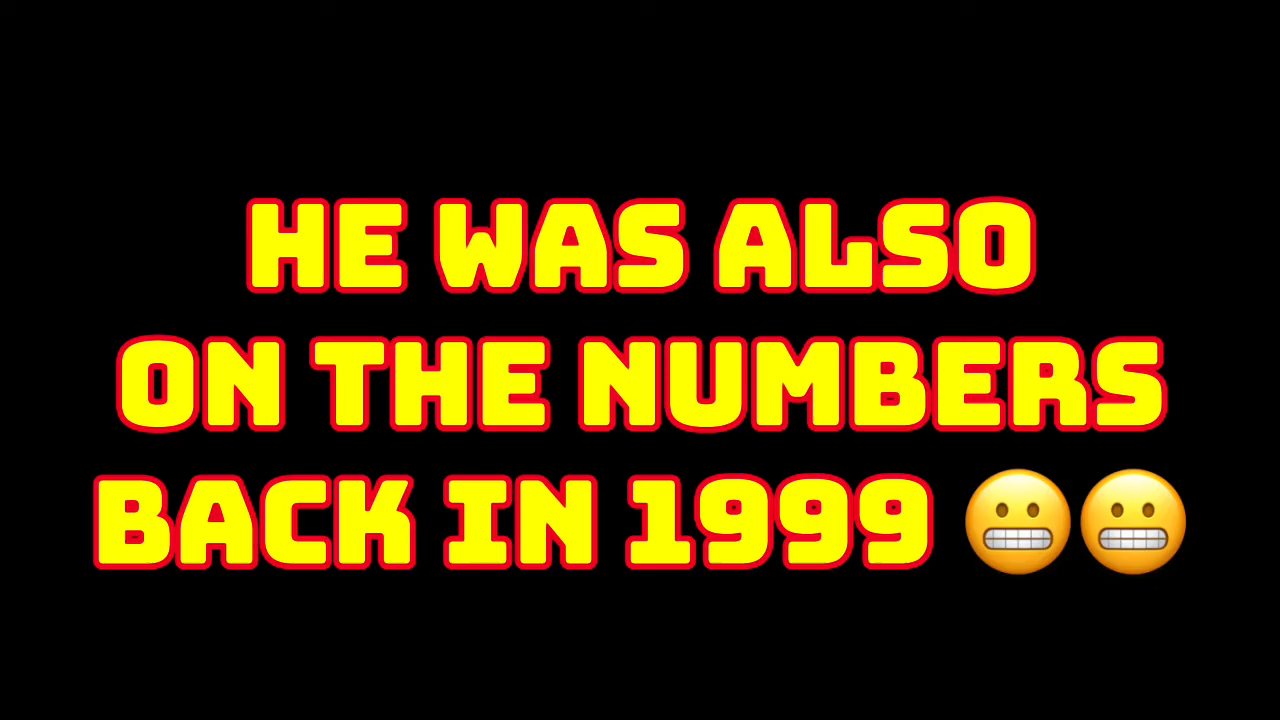 HE WAS ALSO
ON THE NUMBERS
BACK IN 1999 😬😬